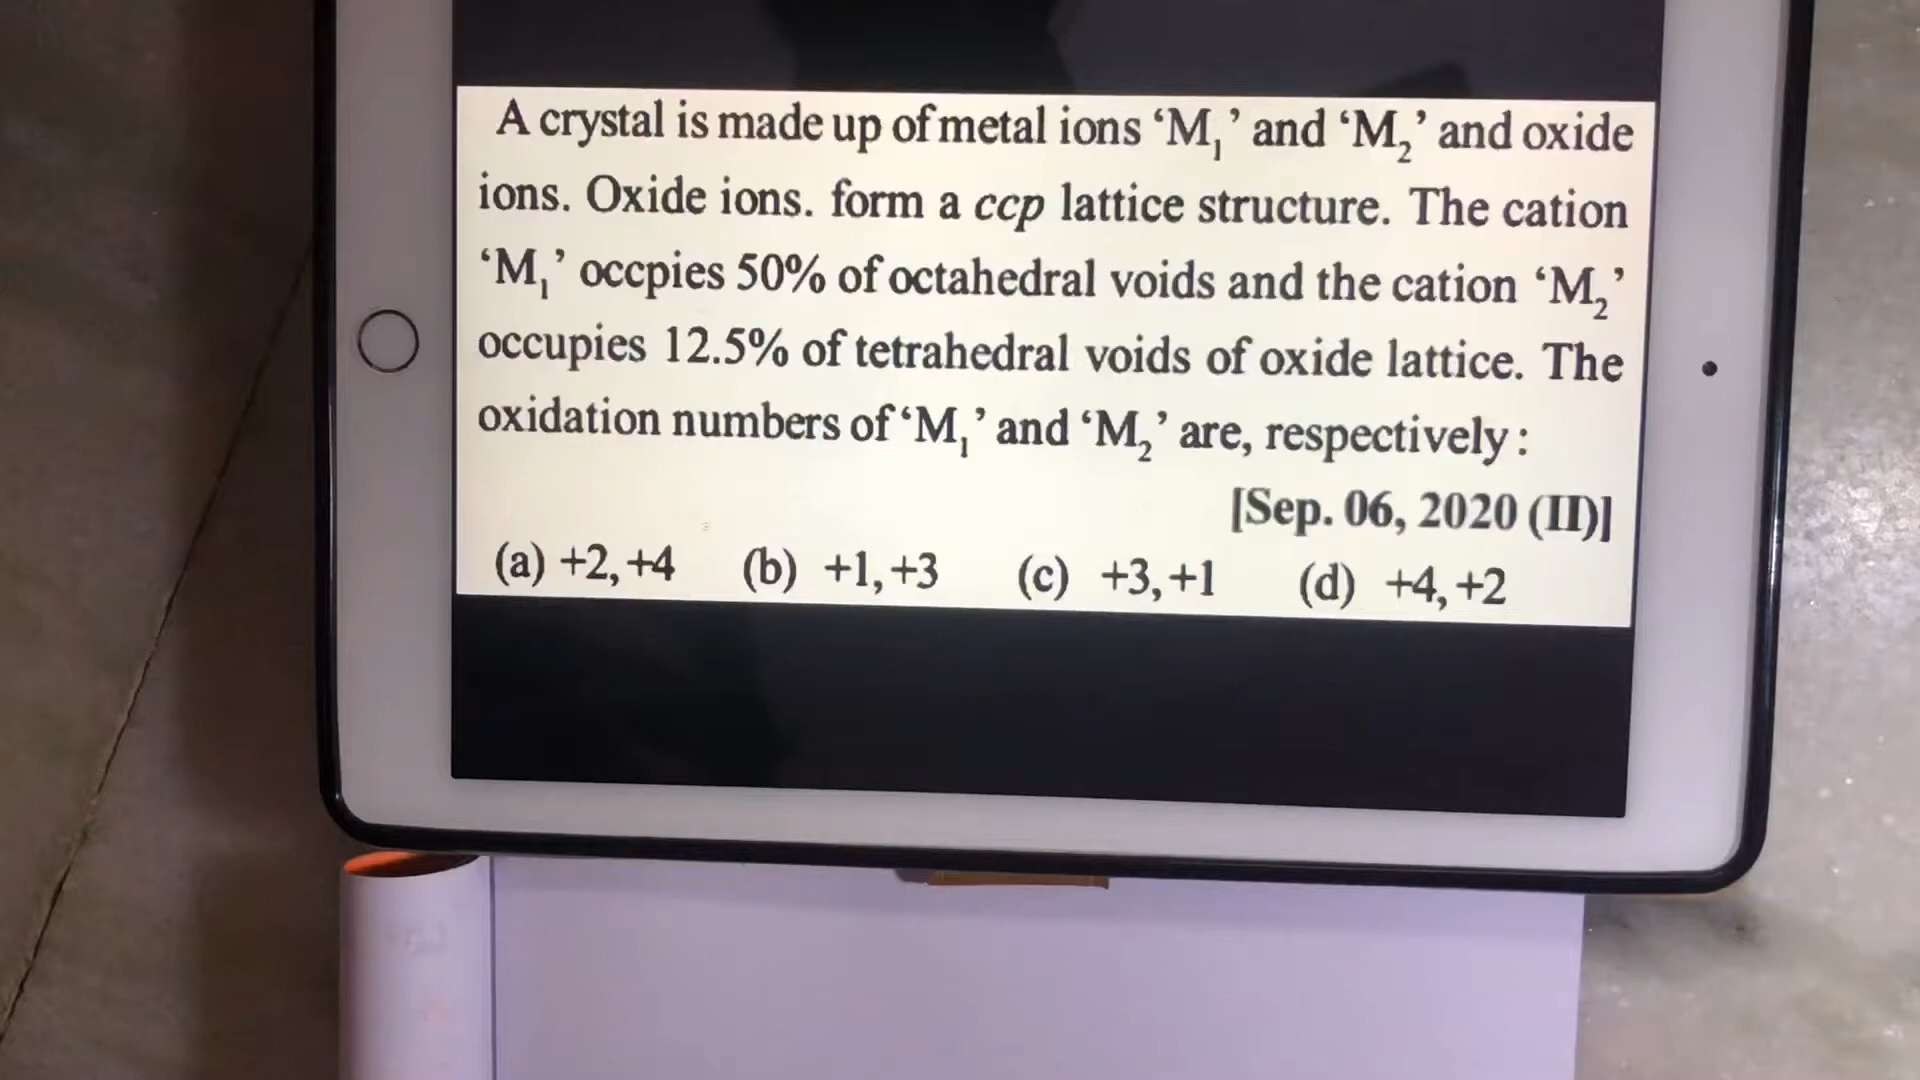 A crystal is made up of metal ions ‘M₁’ and ‘M₂’ and oxide
ions. Oxide ions. form a ccp lattice structure. The cation
‘M₁’ occpies 50% of octahedral voids and the cation ‘M₂’
occupies 12.5% of tetrahedral voids of oxide lattice. The
oxidation numbers of ‘M₁’ and ‘M₂’ are, respectively :
[Sep. 06, 2020 (II)]
(a) +2, +4 (b) +1, +3 (c) +3, +1 (d) +4, +2